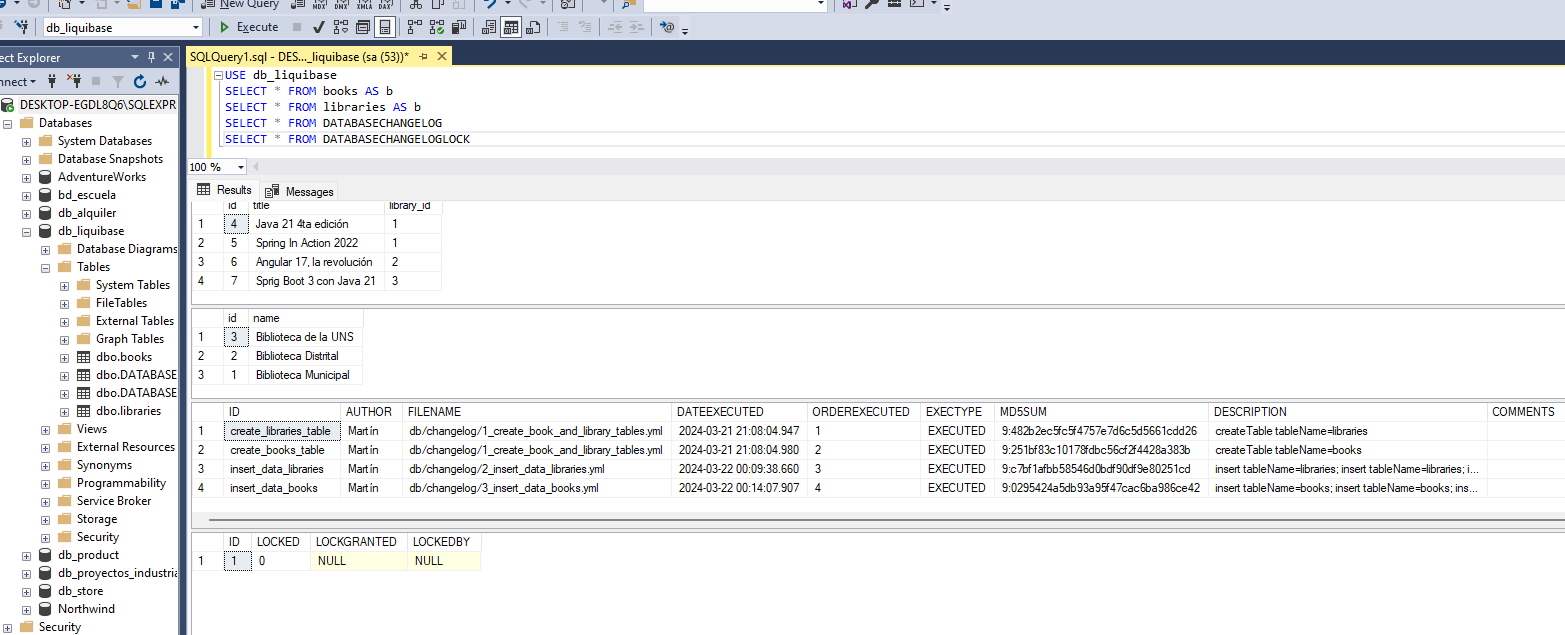 New Query MDX DMX XMLA DAX
db_liquibase Execute
ect Explorer
SQLQuery1.sql - DES..._liquibase (sa (53))*
nnect
DESKTOP-EGDL8Q6\SQLEXPR
Databases
System Databases
Database Snapshots
AdventureWorks
bd_escuela
db_alquiler
db_liquibase
Database Diagrams
Tables
System Tables
FileTables
External Tables
Graph Tables
dbo.books
dbo.DATABASE
dbo.DATABASE
dbo.libraries
Views
External Resources
Synonyms
Programmability
Service Broker
Storage
Security
db_product
db_proyectos_industria
db_store
Northwind
Security
USE db_liquibase
SELECT * FROM books AS b
SELECT * FROM libraries AS b
SELECT * FROM DATABASECHANGELOG
SELECT * FROM DATABASECHANGELOGLOCK
100 %
Results Messages
id title library_id
1 4 Java 21 4ta edición 1
2 5 Spring In Action 2022 1
3 6 Angular 17, la revolución 2
4 7 Sprig Boot 3 con Java 21 3
id name
1 3 Biblioteca de la UNS
2 2 Biblioteca Distrital
3 1 Biblioteca Municipal
ID AUTHOR FILENAME DATEEXECUTED ORDEREXECUTED EXECTYPE MD5SUM DESCRIPTION COMMENTS
1 create_libraries_table Martín db/changelog/1_create_book_and_library_tables.yml 2024-03-21 21:08:04.947 1 EXECUTED 9:482b2ec5fc5f4757e7d6c5d5661cdd26 createTable tableName=libraries
2 create_books_table Martín db/changelog/1_create_book_and_library_tables.yml 2024-03-21 21:08:04.980 2 EXECUTED 9:251bf83c10178fdbc56cf2f4428a383b createTable tableName=books
3 insert_data_libraries Martín db/changelog/2_insert_data_libraries.yml 2024-03-22 00:09:38.660 3 EXECUTED 9:c7bf1afbb58546d0bdf90df9e80251cd insert tableName=libraries; insert tableName=libraries; i...
4 insert_data_books Martín db/changelog/3_insert_data_books.yml 2024-03-22 00:14:07.907 4 EXECUTED 9:0295424a5db93a95f47cac6ba986ce42 insert tableName=books; insert tableName=books; ins...
ID LOCKED LOCKGRANTED LOCKEDBY
1 1 0 NULL NULL